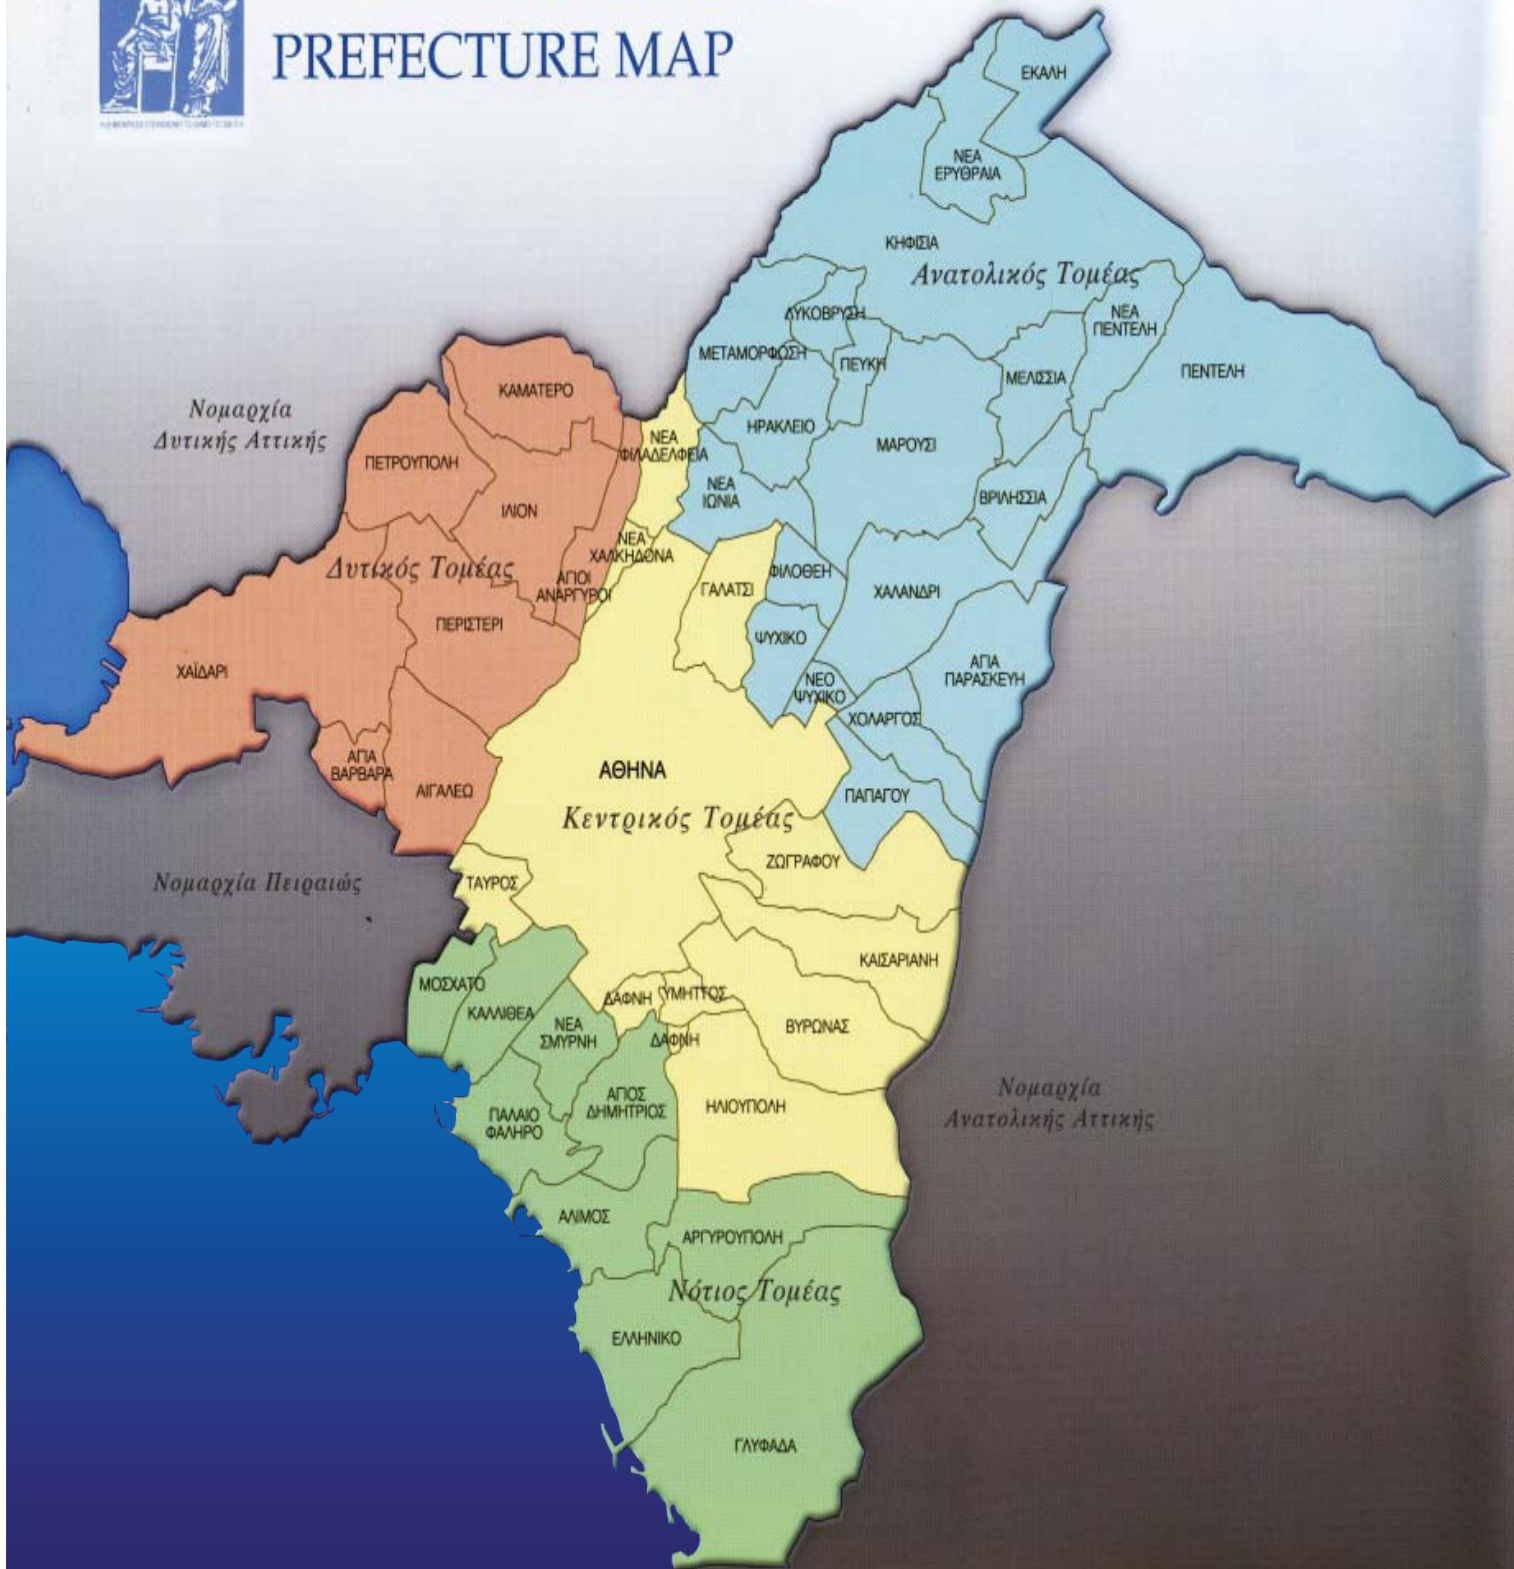 PREFECTURE MAP
ΕΚΑΛΗ
ΝΕΑ
ΕΡΥΘΡΑΙΑ
ΚΗΦΙΣΙΑ
Ανατολικός Τομέας
ΛΥΚΟΒΡΥΣΗ
ΝΕΑ
ΠΕΝΤΕΛΗ
ΜΕΤΑΜΟΡΦΩΣΗ
ΠΕΥΚΗ
ΜΕΛΙΣΣΙΑ
ΠΕΝΤΕΛΗ
ΚΑΜΑΤΕΡΟ
Νομαρχία
Δυτικής Αττικής
ΗΡΑΚΛΕΙΟ
ΜΑΡΟΥΣΙ
ΝΕΑ
ΦΙΛΑΔΕΛΦΕΙΑ
ΠΕΤΡΟΥΠΟΛΗ
ΝΕΑ
ΙΩΝΙΑ
ΒΡΙΛΗΣΣΙΑ
ΙΛΙΟΝ
ΝΕΑ
ΧΑΛΚΗΔΟΝΑ
Δυτικός Τομέας
ΑΓΙΟΙ
ΑΝΑΡΓΥΡΟΙ
ΓΑΛΑΤΣΙ
ΦΙΛΟΘΕΗ
ΧΑΛΑΝΔΡΙ
ΠΕΡΙΣΤΕΡΙ
ΨΥΧΙΚΟ
ΧΑΪΔΑΡΙ
ΝΕΟ
ΨΥΧΙΚΟ
ΑΓΙΑ
ΠΑΡΑΣΚΕΥΗ
ΧΟΛΑΡΓΟΣ
ΑΓΙΑ
ΒΑΡΒΑΡΑ
ΑΙΓΑΛΕΩ
ΑΘΗΝΑ
ΠΑΠΑΓΟΥ
Κεντρικός Τομέας
ΖΩΓΡΑΦΟΥ
Νομαρχία Πειραιώς
ΤΑΥΡΟΣ
ΚΑΙΣΑΡΙΑΝΗ
ΜΟΣΧΑΤΟ
ΚΑΛΛΙΘΕΑ
ΔΑΦΝΗ
ΥΜΗΤΤΟΣ
ΒΥΡΩΝΑΣ
ΝΕΑ
ΣΜΥΡΝΗ
ΔΑΦΝΗ
ΑΓΙΟΣ
ΔΗΜΗΤΡΙΟΣ
ΗΛΙΟΥΠΟΛΗ
Νομαρχία
Ανατολικής Αττικής
ΠΑΛΑΙΟ
ΦΑΛΗΡΟ
ΑΛΙΜΟΣ
ΑΡΓΥΡΟΥΠΟΛΗ
Νότιος Τομέας
ΕΛΛΗΝΙΚΟ
ΓΛΥΦΑΔΑ